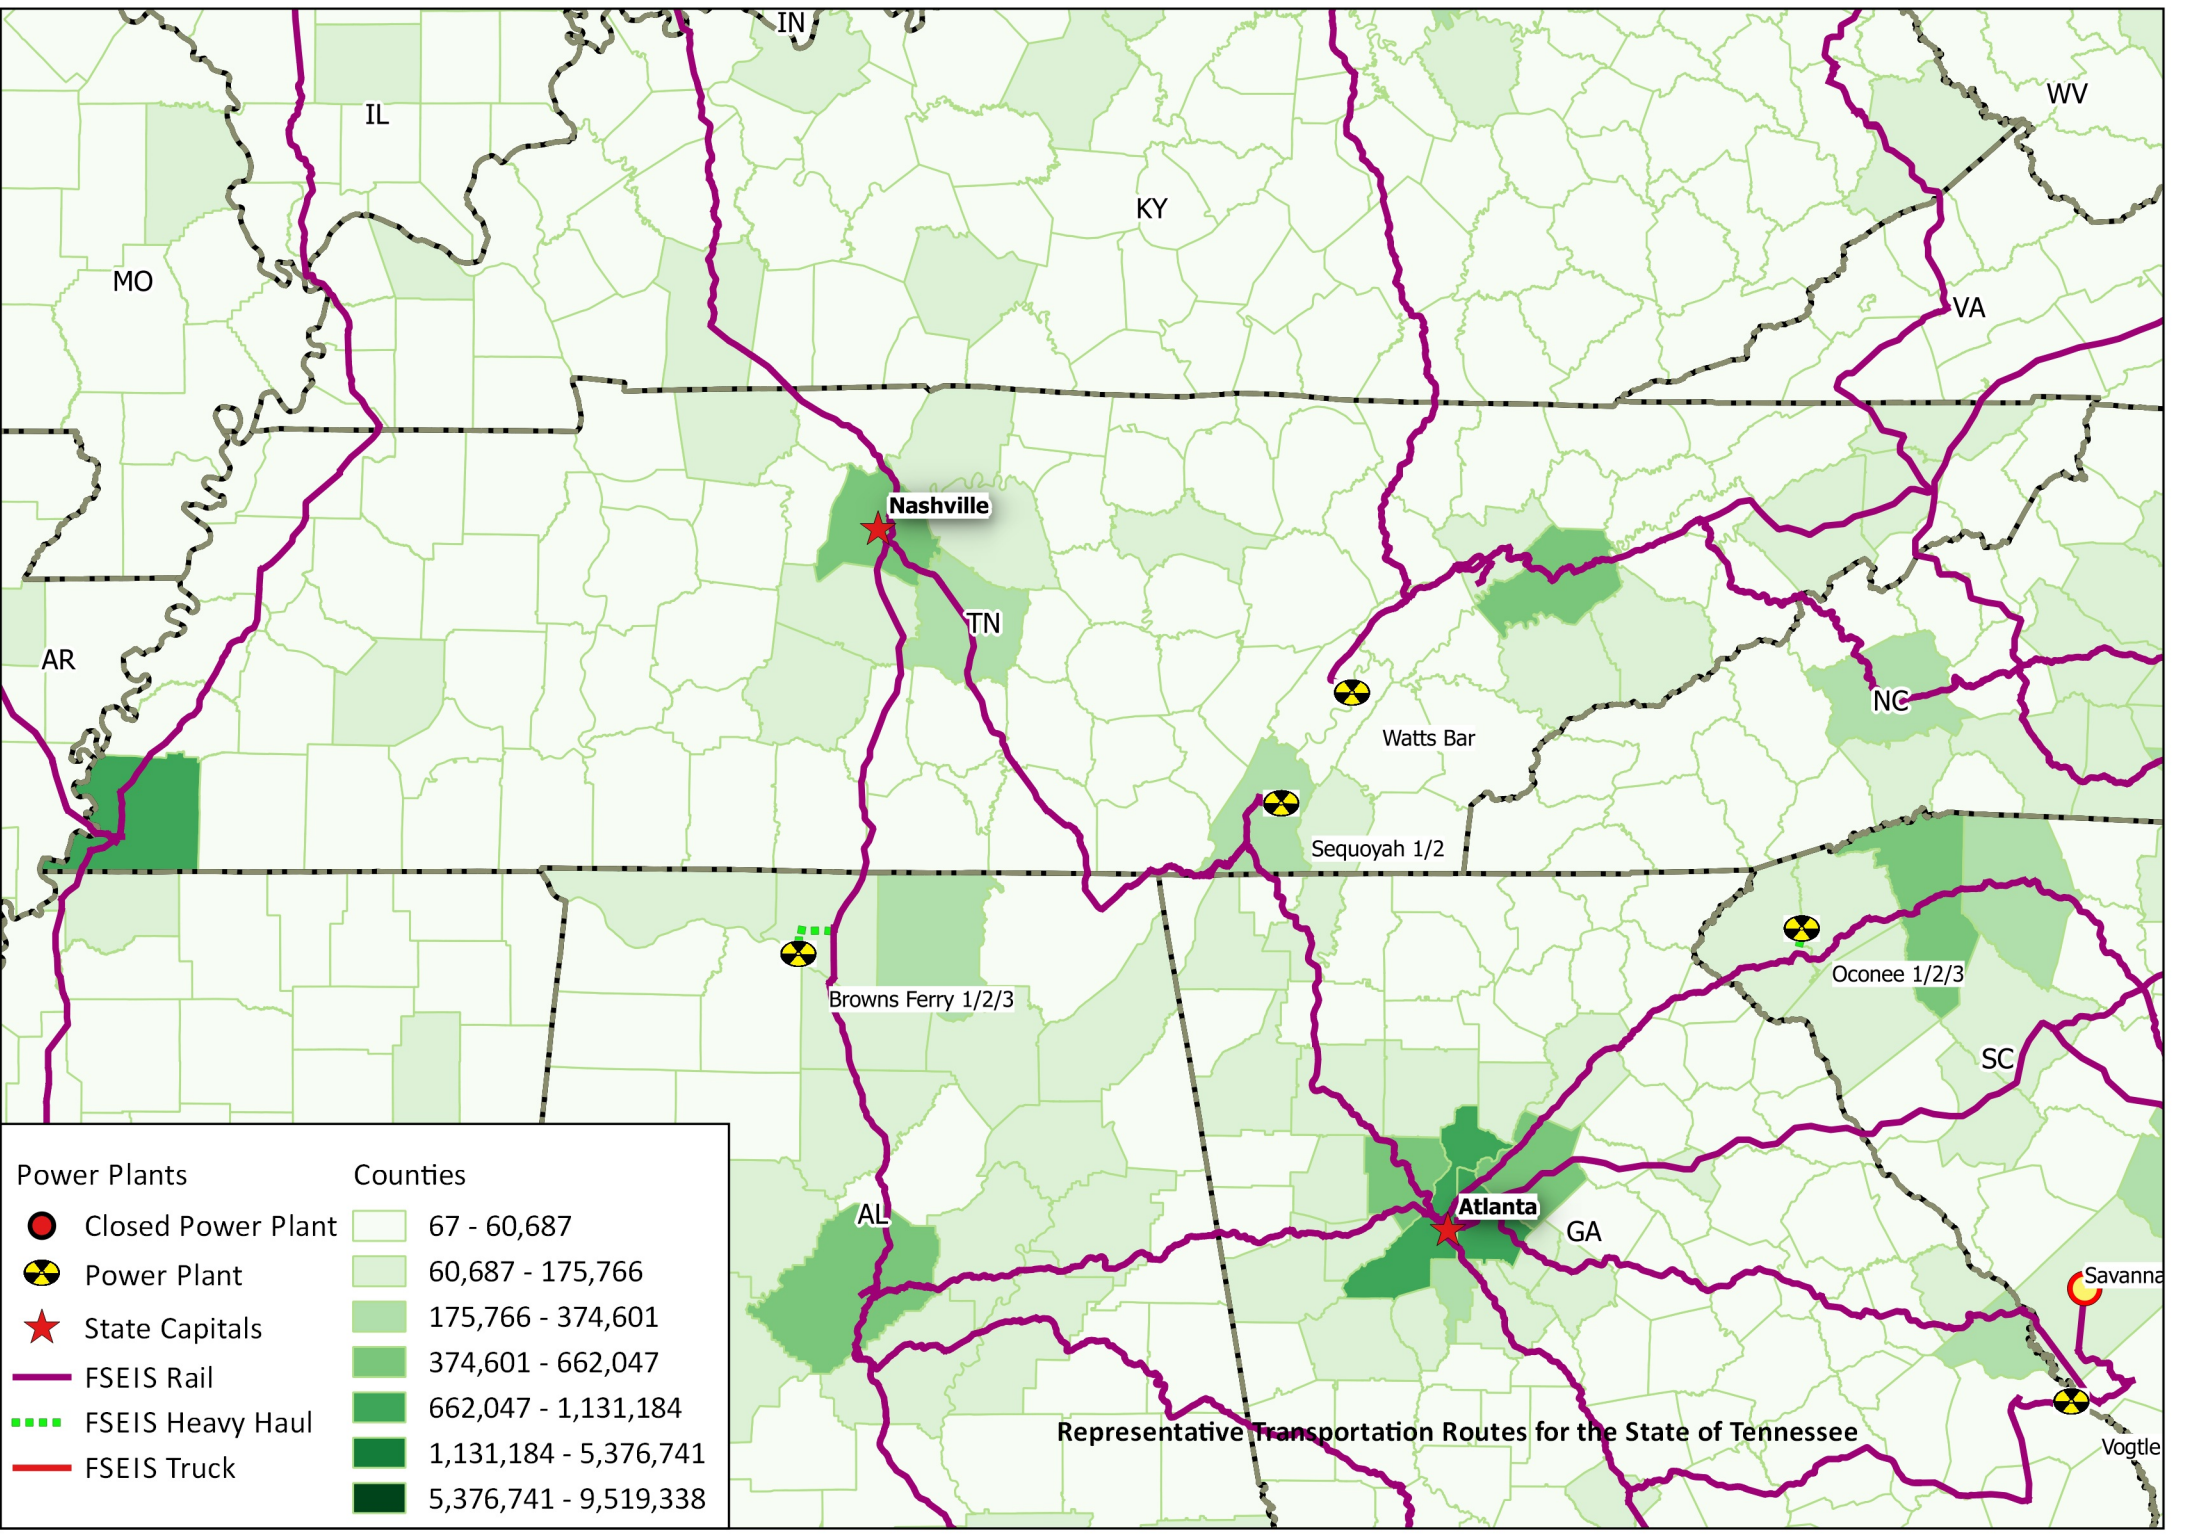 IN
IL
WV
KY
MO
VA
Nashville
TN
AR
NC
Watts Bar
Sequoyah 1/2
Oconee 1/2/3
Browns Ferry 1/2/3
SC
Atlanta
AL
GA
Savanna
Representative Transportation Routes for the State of Tennessee
Vogtle
Power Plants
Closed Power Plant
Power Plant
State Capitals
FSEIS Rail
FSEIS Heavy Haul
FSEIS Truck
Counties
67 - 60,687
60,687 - 175,766
175,766 - 374,601
374,601 - 662,047
662,047 - 1,131,184
1,131,184 - 5,376,741
5,376,741 - 9,519,338